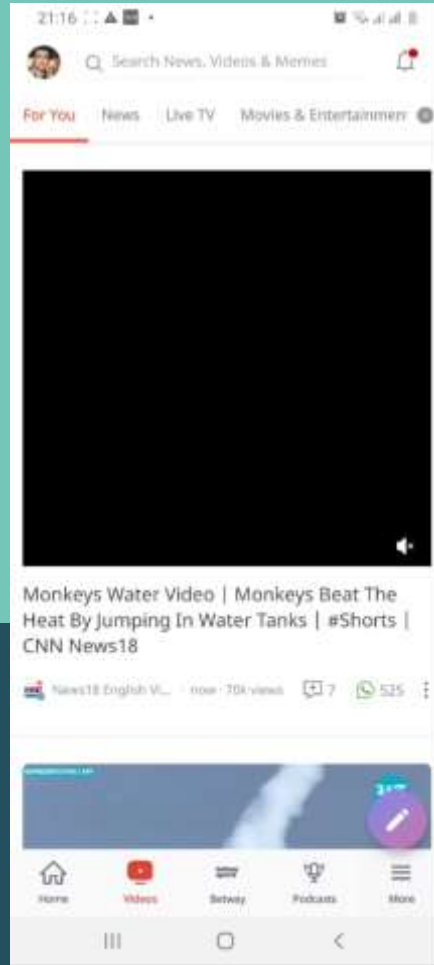 21:16
Search News, Videos & Memes
For You News Live TV Movies & Entertainmen
Monkeys Water Video | Monkeys Beat The
Heat By Jumping In Water Tanks | #Shorts |
CNN News18
News18 English Vi... · now · 70k views 7 525
Home Videos Betway Podcasts More